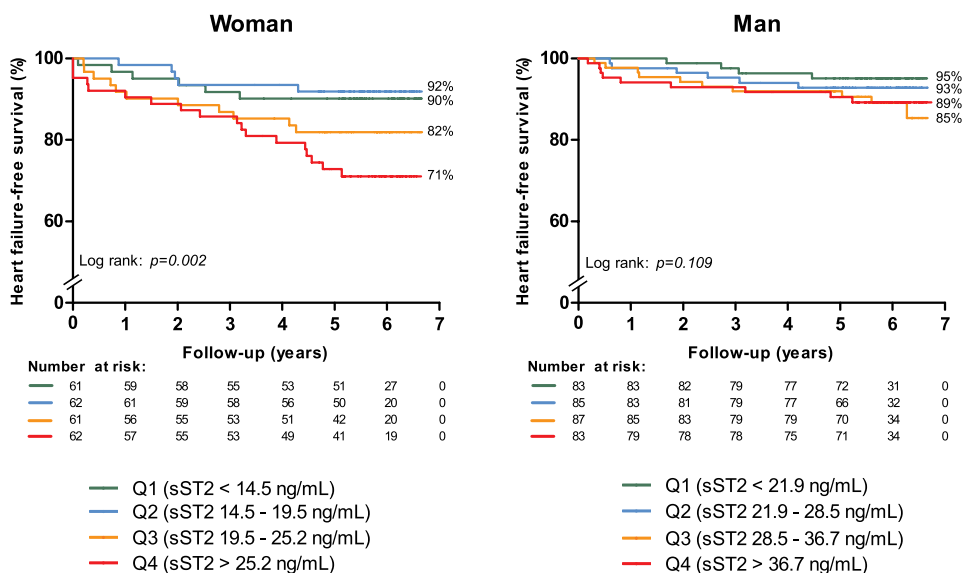 Woman
Heart failure-free survival (%)
100
80
60
0
92%
90%
82%
71%
Log rank: p=0.002
0 1 2 3 4 5 6 7
Follow-up (years)
Number at risk:
61 59 58 55 53 51 27 0
62 61 59 58 56 50 20 0
61 56 55 53 51 42 20 0
62 57 55 53 49 41 19 0
Q1 (sST2 < 14.5 ng/mL)
Q2 (sST2 14.5 - 19.5 ng/mL)
Q3 (sST2 19.5 - 25.2 ng/mL)
Q4 (sST2 > 25.2 ng/mL)
Man
Heart failure-free survival (%)
100
80
60
0
95%
93%
89%
85%
Log rank: p=0.109
0 1 2 3 4 5 6 7
Follow-up (years)
Number at risk:
83 83 82 79 77 72 31 0
85 83 81 79 77 66 32 0
87 85 83 79 79 70 34 0
83 79 78 78 75 71 34 0
Q1 (sST2 < 21.9 ng/mL)
Q2 (sST2 21.9 - 28.5 ng/mL)
Q3 (sST2 28.5 - 36.7 ng/mL)
Q4 (sST2 > 36.7 ng/mL)